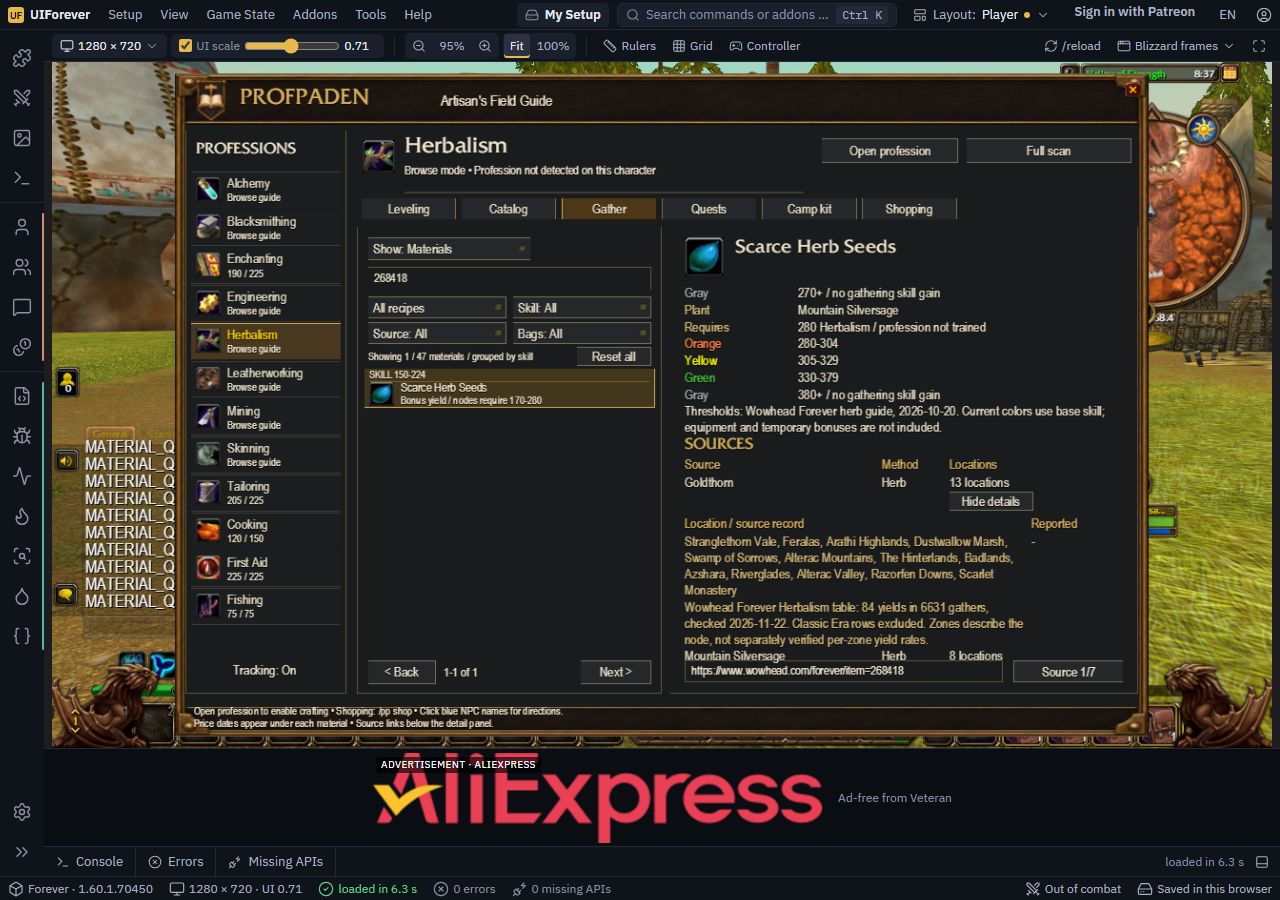 UF UIForever Setup View Game State Addons Tools Help My Setup Search commands or addons ... Ctrl K Layout: Player Sign in with Patreon EN
1280 × 720 UI scale 0.71 95% Fit 100% Rulers Grid Controller /reload Blizzard frames
8:37
PROFPADEN Artisan's Field Guide
PROFESSIONS
Alchemy
Browse guide
Blacksmithing
Browse guide
Enchanting
190 / 225
Engineering
Browse guide
Herbalism
Browse guide
Leatherworking
Browse guide
Mining
Browse guide
Skinning
Browse guide
Tailoring
205 / 225
Cooking
120 / 150
First Aid
225 / 225
Fishing
75 / 75
Tracking: On
Herbalism
Browse mode • Profession not detected on this character
Open profession Full scan
Leveling Catalog Gather Quests Camp kit Shopping
Show: Materials
268418
All recipes Skill: All
Source: All Bags: All
Showing 1 / 47 materials / grouped by skill Reset all
SKILL 150-224
Scarce Herb Seeds
Bonus yield / nodes require 170-280
< Back 1-1 of 1 Next >
Scarce Herb Seeds
Gray 270+ / no gathering skill gain
Plant Mountain Silversage
Requires 280 Herbalism / profession not trained
Orange 280-304
Yellow 305-329
Green 330-379
Gray 380+ / no gathering skill gain
Thresholds: Wowhead Forever herb guide, 2026-10-20. Current colors use base skill;
equipment and temporary bonuses are not included.
SOURCES
Source Method Locations
Goldthorn Herb 13 locations
Hide details
Location / source record Reported
Stranglethorn Vale, Feralas, Arathi Highlands, Dustwallow Marsh, -
Swamp of Sorrows, Alterac Mountains, The Hinterlands, Badlands,
Azshara, Riverglades, Alterac Valley, Razorfen Downs, Scarlet
Monastery
Wowhead Forever Herbalism table: 84 yields in 6631 gathers,
checked 2026-11-22. Classic Era rows excluded. Zones describe the
node, not separately verified per-zone yield rates.
Mountain Silversage Herb 8 locations
https://www.wowhead.com/forever/item=268418 Source 1/7
Open profession to enable crafting • Shopping: /pp shop • Click blue NPC names for directions.
Price dates appear under each material • Source links below the detail panel.
General
0
MATERIAL_Q
MATERIAL_Q
MATERIAL_Q
MATERIAL_Q
MATERIAL_Q
MATERIAL_Q
MATERIAL_Q
MATERIAL_Q
MATERIAL_Q
MATERIAL_Q
1
ADVERTISEMENT · ALIEXPRESS
AliExpress
Ad-free from Veteran
Console Errors Missing APIs loaded in 6.3 s
Forever · 1.60.1.70450 1280 × 720 · UI 0.71 loaded in 6.3 s 0 errors 0 missing APIs Out of combat Saved in this browser